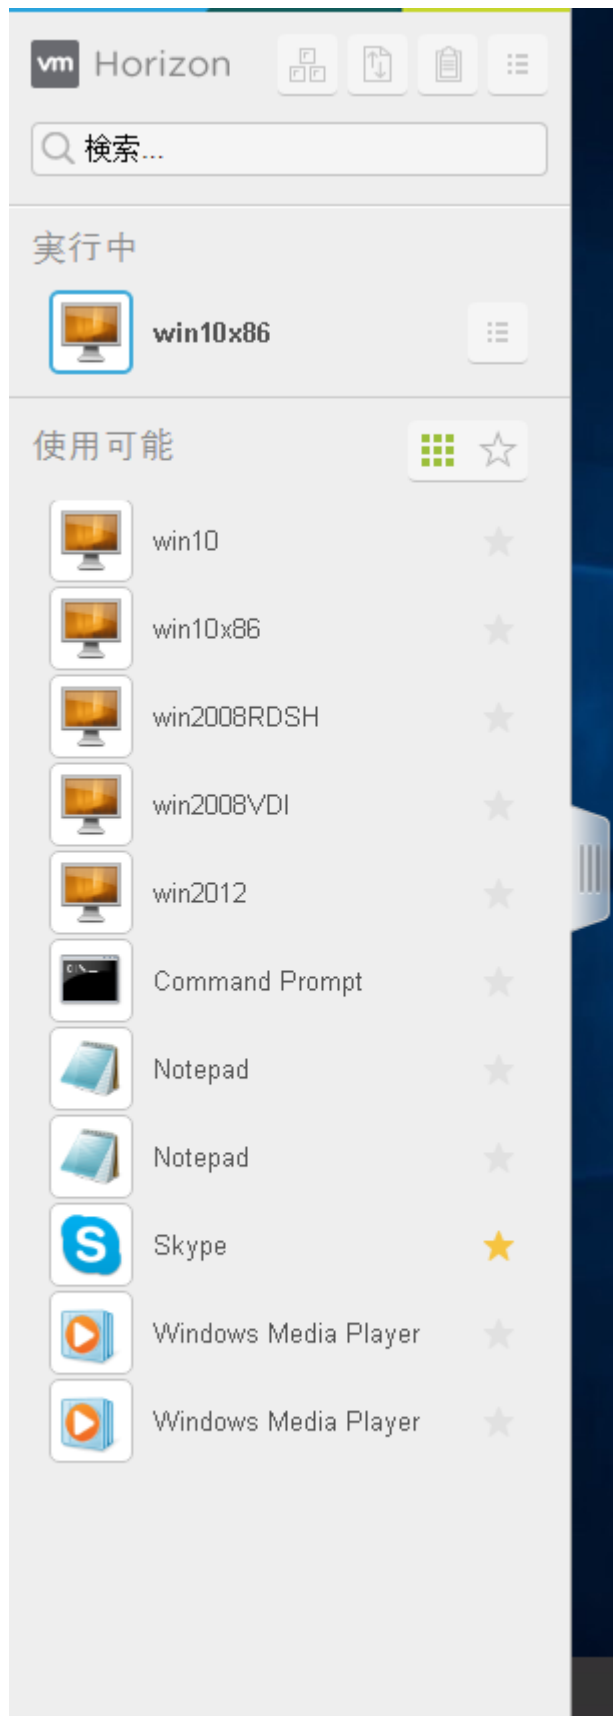 vm Horizon
検索...
実行中
win10x86
使用可能
win10
win10x86
win2008RDSH
win2008VDI
win2012
Command Prompt
Notepad
Notepad
Skype
Windows Media Player
Windows Media Player